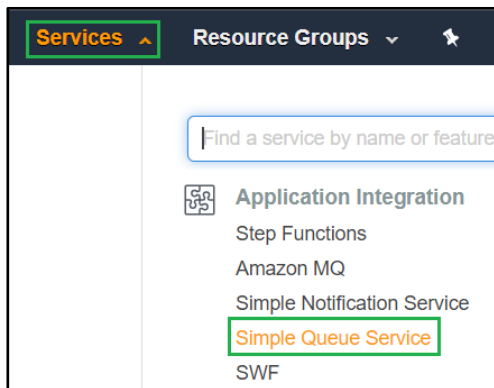 Services Resource Groups
Find a service by name or feature
Application Integration
Step Functions
Amazon MQ
Simple Notification Service
Simple Queue Service
SWF